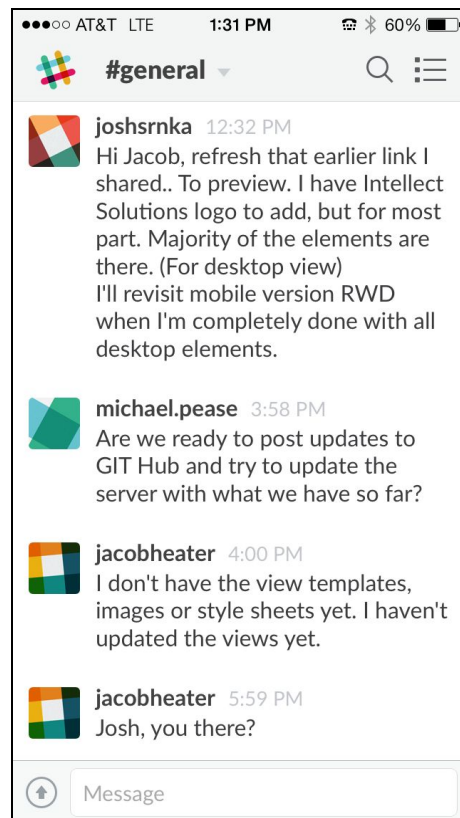 AT&T LTE 1:31 PM 60%
#general
joshsrnka 12:32 PM
Hi Jacob, refresh that earlier link I
shared.. To preview. I have Intellect
Solutions logo to add, but for most
part. Majority of the elements are
there. (For desktop view)
I'll revisit mobile version RWD
when I'm completely done with all
desktop elements.
michael.pease 3:58 PM
Are we ready to post updates to
GIT Hub and try to update the
server with what we have so far?
jacobheater 4:00 PM
I don't have the view templates,
images or style sheets yet. I haven't
updated the views yet.
jacobheater 5:59 PM
Josh, you there?
Message